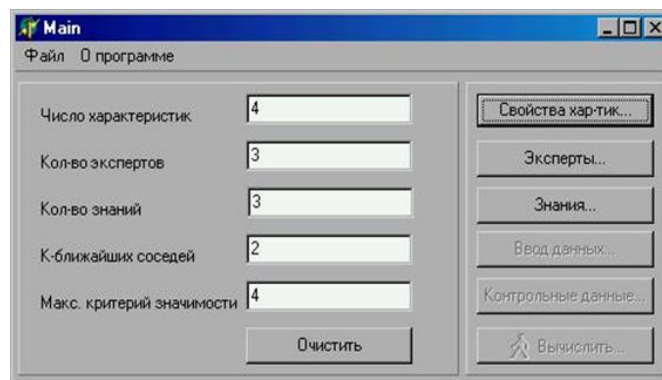 Main
Файл О программе
Число характеристик 4
Кол-во экспертов 3
Кол-во знаний 3
К-ближайших соседей 2
Макс. критерий значимости 4
Очистить
Свойства хар-тик...
Эксперты...
Знания...
Ввод данных...
Контрольные данные...
Вычислить...